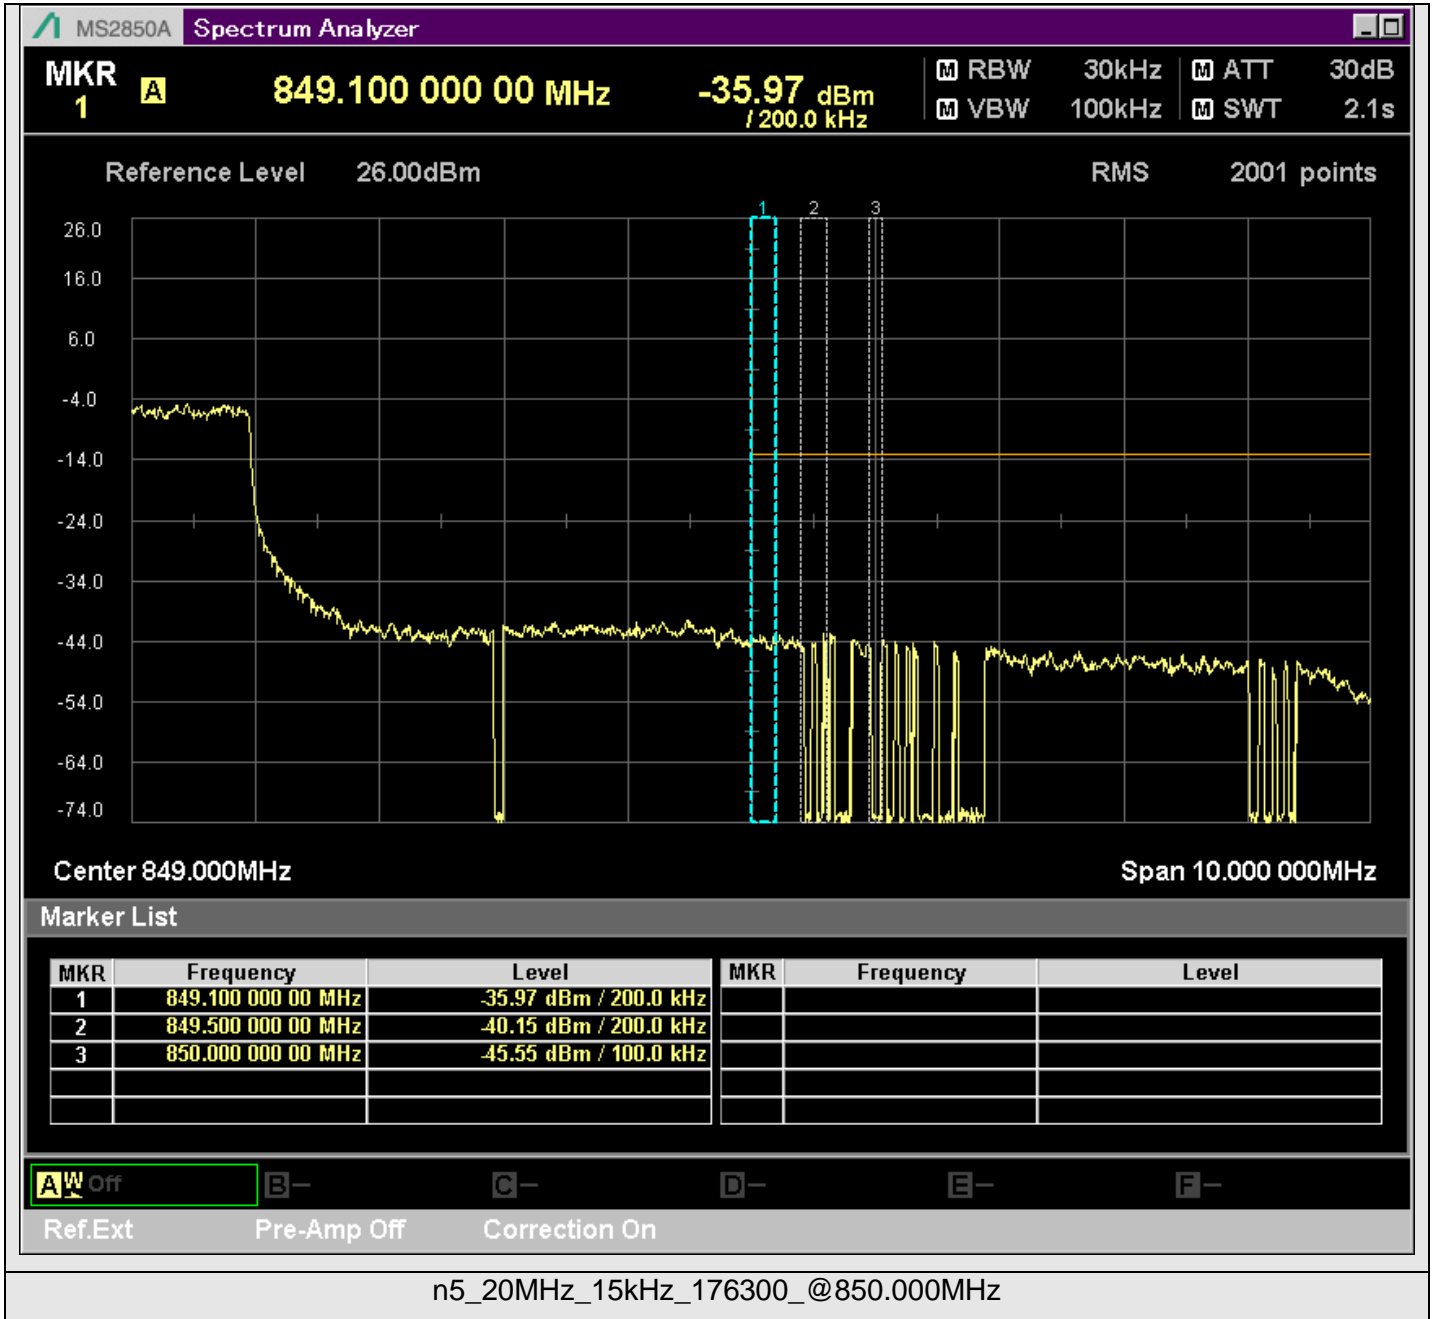 MS2850A Spectrum Analyzer
MKR 1 A 849.100 000 00 MHz -35.97 dBm / 200.0 kHz
M RBW 30kHz M ATT 30dB
M VBW 100kHz M SWT 2.1s
Reference Level 26.00dBm RMS 2001 points
1 2 3
26.0
16.0
6.0
-4.0
-14.0
-24.0
-34.0
-44.0
-54.0
-64.0
-74.0
Center 849.000MHz Span 10.000 000MHz
Marker List
MKR Frequency Level MKR Frequency Level
1 849.100 000 00 MHz -35.97 dBm / 200.0 kHz
2 849.500 000 00 MHz -40.15 dBm / 200.0 kHz
3 850.000 000 00 MHz -45.55 dBm / 100.0 kHz
A W Off B — C — D — E — F —
Ref.Ext Pre-Amp Off Correction On
n5_20MHz_15kHz_176300_@850.000MHz